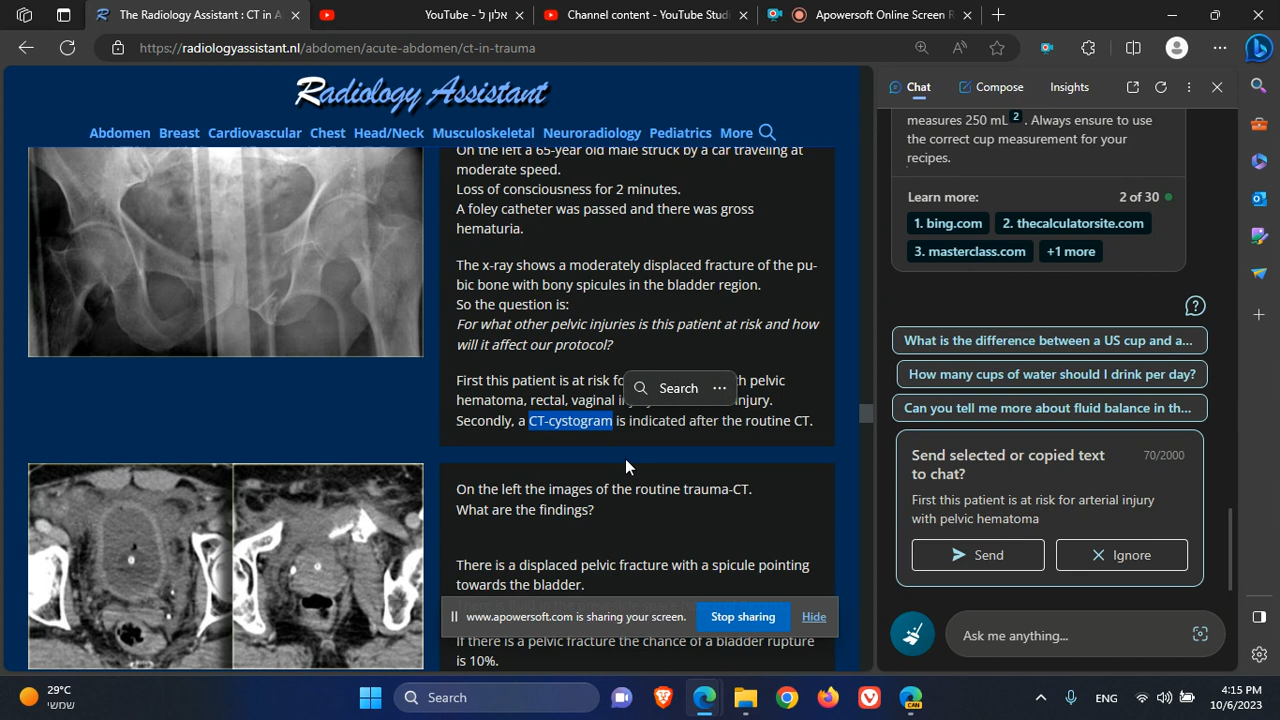 The Radiology Assistant : CT in A
YouTube - אלון ל
Channel content - YouTube Studi
Apowersoft Online Screen R
https://radiologyassistant.nl/abdomen/acute-abdomen/ct-in-trauma
Radiology Assistant
Abdomen Breast Cardiovascular Chest Head/Neck Musculoskeletal Neuroradiology Pediatrics More
On the left a 65-year old male struck by a car traveling at
moderate speed.
Loss of consciousness for 2 minutes.
A foley catheter was passed and there was gross
hematuria.
The x-ray shows a moderately displaced fracture of the pu-
bic bone with bony spicules in the bladder region.
So the question is:
For what other pelvic injuries is this patient at risk and how
will it affect our protocol?
First this patient is at risk fo
th pelvic
Search
hematoma, rectal, vaginal
injury.
Secondly, a CT-cystogram is indicated after the routine CT.
On the left the images of the routine trauma-CT.
What are the findings?
There is a displaced pelvic fracture with a spicule pointing
towards the bladder.
www.apowersoft.com is sharing your screen.
Stop sharing
Hide
If there is a pelvic fracture the chance of a bladder rupture
is 10%.
Chat
Compose
Insights
measures 250 mL 2 . Always ensure to use
the correct cup measurement for your
recipes.
Learn more:
2 of 30
1. bing.com
2. thecalculatorsite.com
3. masterclass.com
+1 more
What is the difference between a US cup and a...
How many cups of water should I drink per day?
Can you tell me more about fluid balance in th...
Send selected or copied text
to chat?
70/2000
First this patient is at risk for arterial injury
with pelvic hematoma
Send
Ignore
Ask me anything...
29°C
שמשי
Search
ENG
4:15 PM
10/6/2023